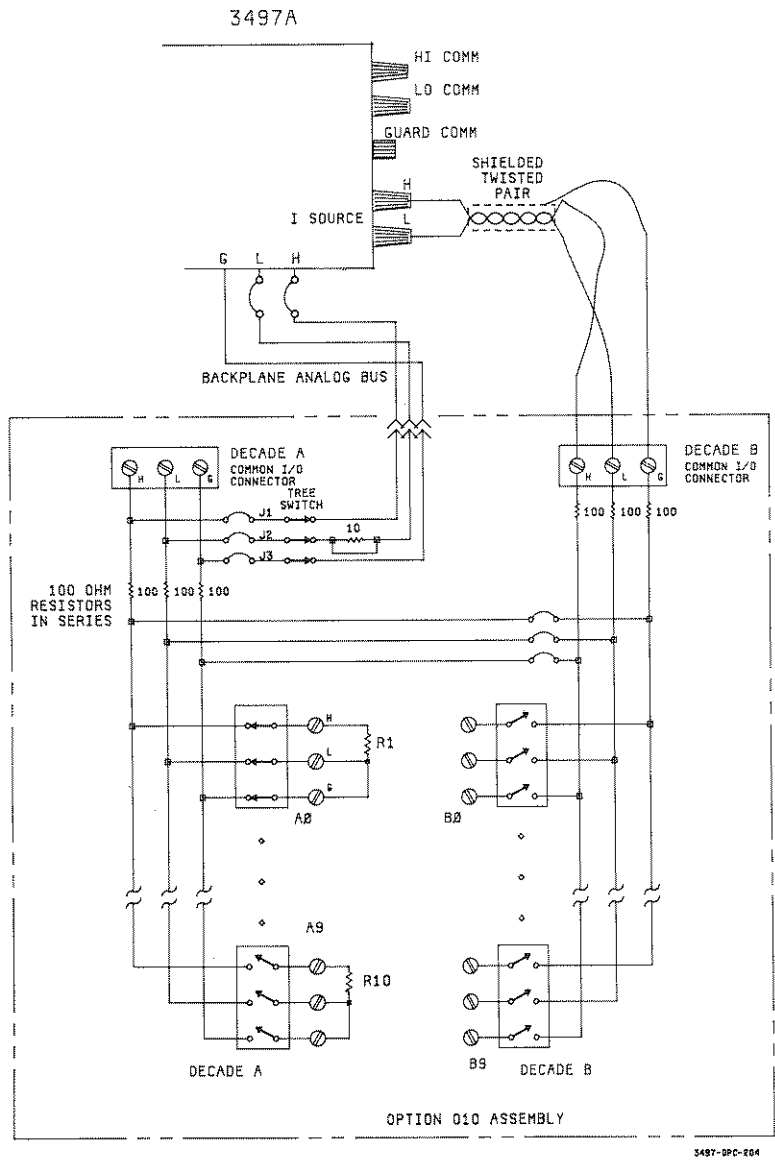 3497A
HI COMM
LO COMM
GUARD COMM
SHIELDED
TWISTED
PAIR
H
I SOURCE
L
G L H
BACKPLANE ANALOG BUS
DECADE A
COMMON I/O
CONNECTOR
H L G
DECADE B
COMMON I/O
CONNECTOR
H L G
TREE
SWITCH
J1
J2
10
J3
100 100 100
100 OHM
RESISTORS
IN SERIES
100 100 100
H
R1
L
G
A0
B0
A9
R10
B9
DECADE A
DECADE B
OPTION 010 ASSEMBLY
3497-OPC-204